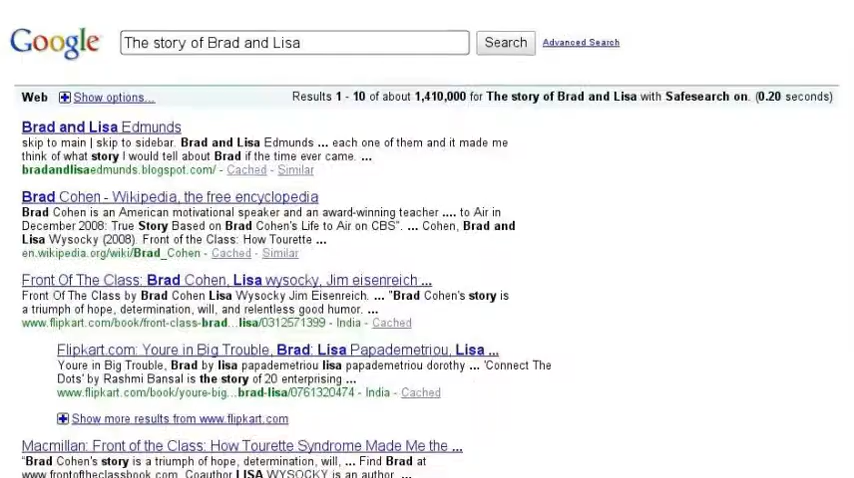 Google The story of Brad and Lisa Search Advanced Search
Web Show options... Results 1 - 10 of about 1,410,000 for The story of Brad and Lisa with Safesearch on. (0.20 seconds)
Brad and Lisa Edmunds
skip to main | skip to sidebar. Brad and Lisa Edmunds ... each one of them and it made me
think of what story I would tell about Brad if the time ever came. ...
bradandlisaedmunds.blogspot.com/ - Cached - Similar
Brad Cohen - Wikipedia, the free encyclopedia
Brad Cohen is an American motivational speaker and an award-winning teacher .... to Air in
December 2008: True Story Based on Brad Cohen's Life to Air on CBS". ... Cohen, Brad and
Lisa Wysocky (2008). Front of the Class: How Tourette ...
en.wikipedia.org/wiki/Brad_Cohen - Cached - Similar
Front Of The Class: Brad Cohen, Lisa wysocky, Jim eisenreich ...
Front Of The Class by Brad Cohen Lisa Wysocky Jim Eisenreich. ... "Brad Cohen's story is
a triumph of hope, determination, will, and relentless good humor. ...
www.flipkart.com/book/front-class-brad...lisa/0312571399 - India - Cached
Flipkart.com: Youre in Big Trouble, Brad: Lisa Papademetriou, Lisa ...
Youre in Big Trouble, Brad by lisa papademetriou lisa papademetriou dorothy ... 'Connect The
Dots' by Rashmi Bansal is the story of 20 enterprising ...
www.flipkart.com/book/youre-big...brad-lisa/0761320474 - India - Cached
Show more results from www.flipkart.com
Macmillan: Front of the Class: How Tourette Syndrome Made Me the ...
"Brad Cohen's story is a triumph of hope, determination, will, ... Find Brad at
www.frontoftheclassbook.com. Coauthor LISA WYSOCKY is an author, ...